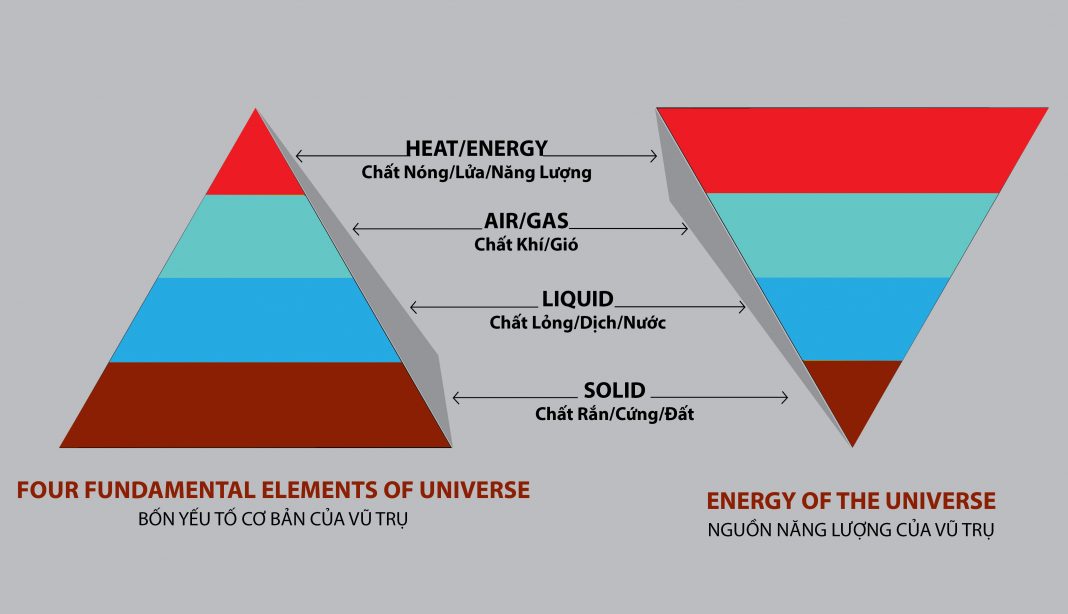 HEAT/ENERGY
Chất Nóng/Lửa/Năng Lượng
AIR/GAS
Chất Khí/Gió
LIQUID
Chất Lỏng/Dịch/Nước
SOLID
Chất Rắn/Cứng/Đất
FOUR FUNDAMENTAL ELEMENTS OF UNIVERSE
BỐN YẾU TỐ CƠ BẢN CỦA VŨ TRỤ
ENERGY OF THE UNIVERSE
NGUỒN NĂNG LƯỢNG CỦA VŨ TRỤ